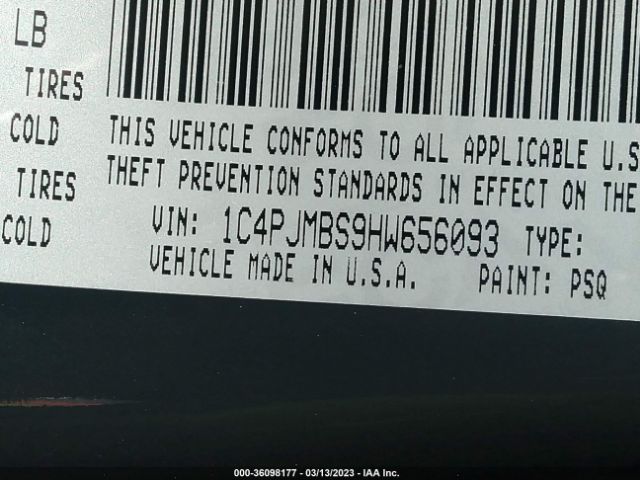 LB
TIRES
COLD THIS VEHICLE CONFORMS TO ALL APPLICABLE U.S
TIRES THEFT PREVENTION STANDARDS IN EFFECT ON THE
COLD VIN: 1C4PJMBS9HW656093 TYPE:
VEHICLE MADE IN U.S.A. PAINT: PSQ
000-36098177 - 03/13/2023 - IAA Inc.